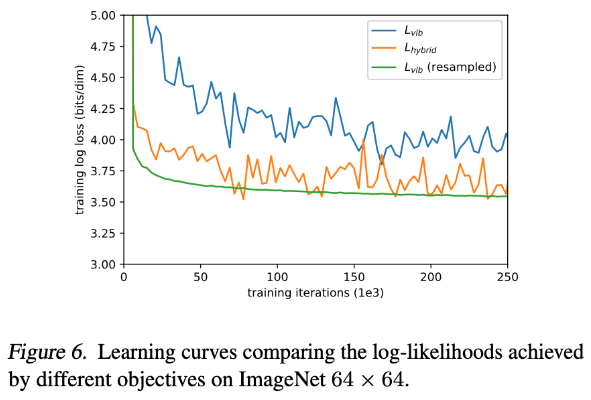 5.00
4.75
4.50
4.25
4.00
3.75
3.50
3.25
3.00
training log loss (bits/dim)
L_vlb
L_hybrid
L_vlb (resampled)
0 50 100 150 200 250
training iterations (1e3)
Figure 6. Learning curves comparing the log-likelihoods achieved
by different objectives on ImageNet 64 × 64.